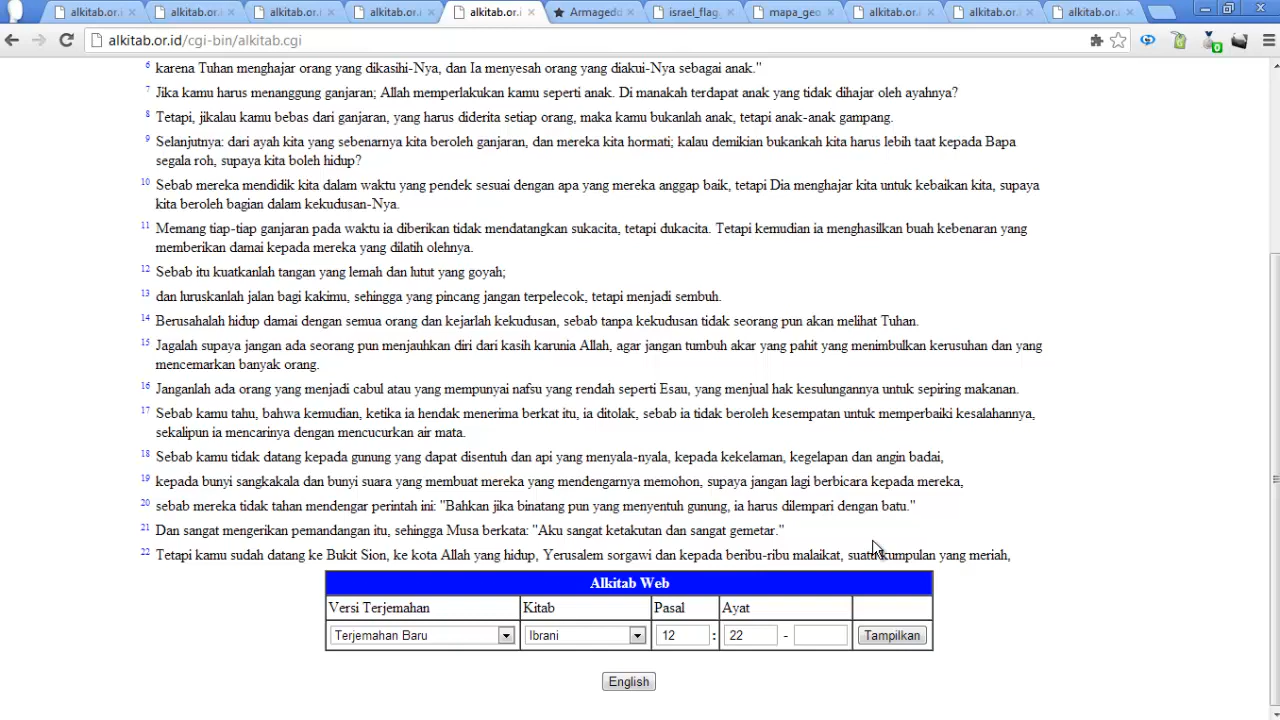 alkitab.or.i
alkitab.or.i
alkitab.or.i
alkitab.or.i
alkitab.or.i
Armagedd
israel_flag
mapa_geo
alkitab.or.i
alkitab.or.i
alkitab.or.i
alkitab.or.id/cgi-bin/alkitab.cgi
0
6 karena Tuhan menghajar orang yang dikasihi-Nya, dan Ia menyesah orang yang diakui-Nya sebagai anak."
7 Jika kamu harus menanggung ganjaran; Allah memperlakukan kamu seperti anak. Di manakah terdapat anak yang tidak dihajar oleh ayahnya?
8 Tetapi, jikalau kamu bebas dari ganjaran, yang harus diderita setiap orang, maka kamu bukanlah anak, tetapi anak-anak gampang.
9 Selanjutnya: dari ayah kita yang sebenarnya kita beroleh ganjaran, dan mereka kita hormati; kalau demikian bukankah kita harus lebih taat kepada Bapa
segala roh, supaya kita boleh hidup?
10 Sebab mereka mendidik kita dalam waktu yang pendek sesuai dengan apa yang mereka anggap baik, tetapi Dia menghajar kita untuk kebaikan kita, supaya
kita beroleh bagian dalam kekudusan-Nya.
11 Memang tiap-tiap ganjaran pada waktu ia diberikan tidak mendatangkan sukacita, tetapi dukacita. Tetapi kemudian ia menghasilkan buah kebenaran yang
memberikan damai kepada mereka yang dilatih olehnya.
12 Sebab itu kuatkanlah tangan yang lemah dan lutut yang goyah;
13 dan luruskanlah jalan bagi kakimu, sehingga yang pincang jangan terpelecok, tetapi menjadi sembuh.
14 Berusahalah hidup damai dengan semua orang dan kejarlah kekudusan, sebab tanpa kekudusan tidak seorang pun akan melihat Tuhan.
15 Jagalah supaya jangan ada seorang pun menjauhkan diri dari kasih karunia Allah, agar jangan tumbuh akar yang pahit yang menimbulkan kerusuhan dan yang
mencemarkan banyak orang.
16 Janganlah ada orang yang menjadi cabul atau yang mempunyai nafsu yang rendah seperti Esau, yang menjual hak kesulungannya untuk sepiring makanan.
17 Sebab kamu tahu, bahwa kemudian, ketika ia hendak menerima berkat itu, ia ditolak, sebab ia tidak beroleh kesempatan untuk memperbaiki kesalahannya,
sekalipun ia mencarinya dengan mencucurkan air mata.
18 Sebab kamu tidak datang kepada gunung yang dapat disentuh dan api yang menyala-nyala, kepada kekelaman, kegelapan dan angin badai,
19 kepada bunyi sangkakala dan bunyi suara yang membuat mereka yang mendengarnya memohon, supaya jangan lagi berbicara kepada mereka,
20 sebab mereka tidak tahan mendengar perintah ini: "Bahkan jika binatang pun yang menyentuh gunung, ia harus dilempari dengan batu."
21 Dan sangat mengerikan pemandangan itu, sehingga Musa berkata: "Aku sangat ketakutan dan sangat gemetar."
22 Tetapi kamu sudah datang ke Bukit Sion, ke kota Allah yang hidup, Yerusalem sorgawi dan kepada beribu-ribu malaikat, suatu kumpulan yang meriah,
Alkitab Web
Versi Terjemahan Kitab Pasal Ayat
Terjemahan Baru Ibrani 12 : 22 - Tampilkan
English